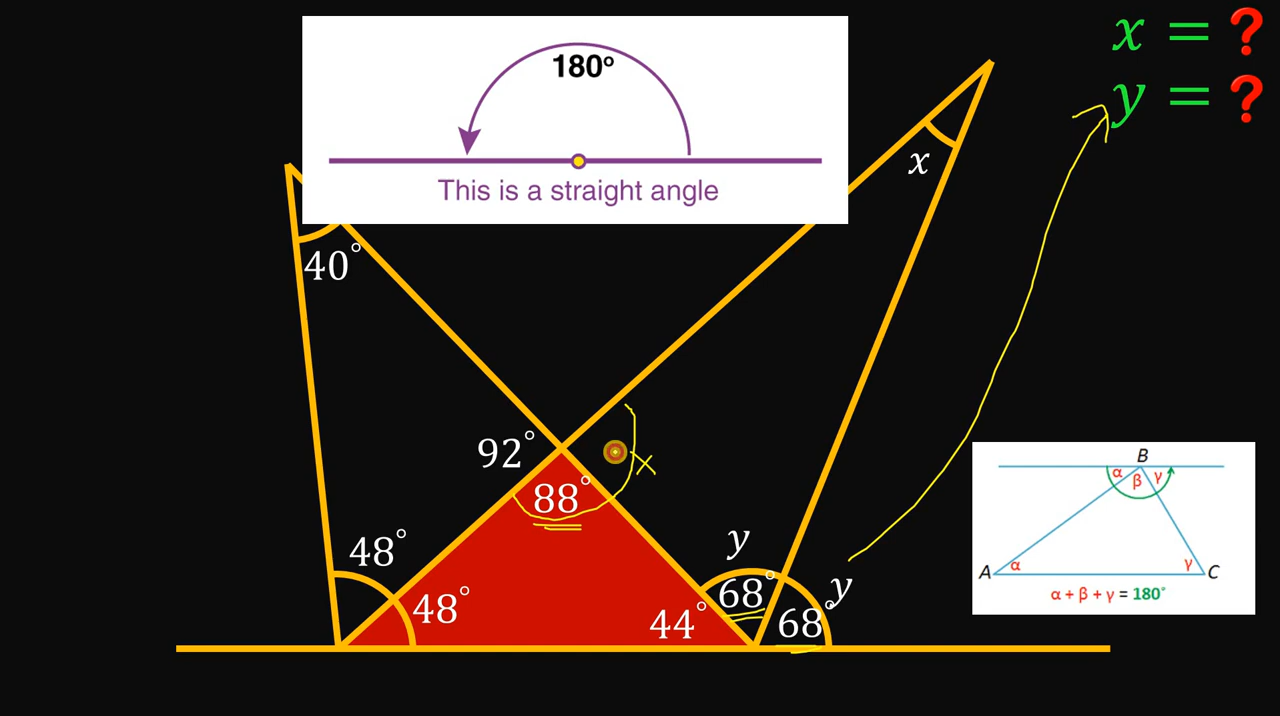 x = ?
y = ?
180°
This is a straight angle
x
40°
92°
x
88°
48°
48°
44°
y
68°
y
68°
B
α β γ
A α γ C
α + β + γ = 180°